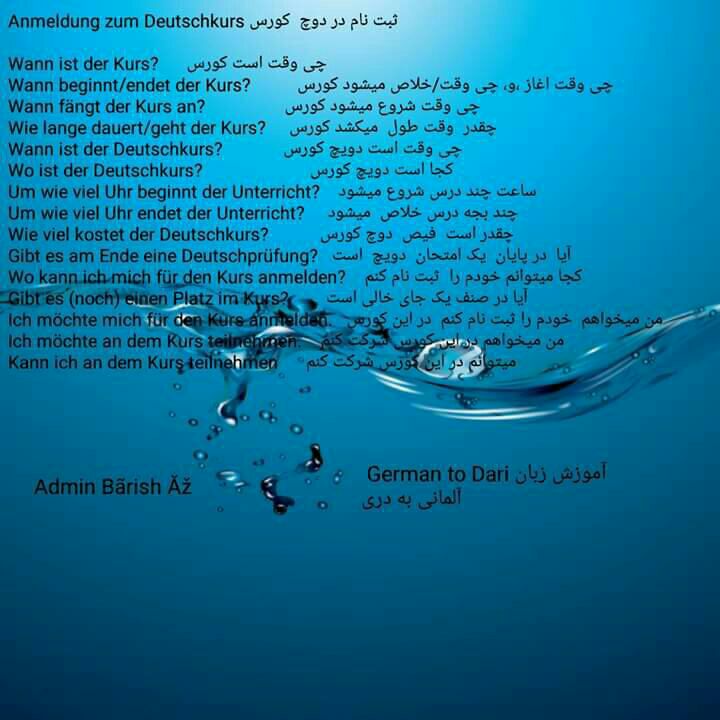 Anmeldung zum Deutschkurs ثبت نام در دوچ کورس
Wann ist der Kurs? چی وقت است کورس
Wann beginnt/endet der Kurs? چی وقت اغاز ،و، چی وقت/خلاص میشود کورس
Wann fängt der Kurs an? چی وقت شروع میشود کورس
Wie lange dauert/geht der Kurs? چقدر وقت طول میکشد کورس
Wann ist der Deutschkurs? چی وقت است دویچ کورس
Wo ist der Deutschkurs? کجا است دویچ کورس
Um wie viel Uhr beginnt der Unterricht? ساعت چند درس شروع میشود
Um wie viel Uhr endet der Unterricht? چند بجه درس خلاص میشود
Wie viel kostet der Deutschkurs? چقدر است فیص دوچ کورس
Gibt es am Ende eine Deutschprüfung? آیا در پایان یک امتحان دویچ است
Wo kann ich mich für den Kurs anmelden? کجا میتوانم خودم را ثبت نام کنم
Gibt es (noch) einen Platz im Kurs? آیا در صنف یک جای خالی است
Ich möchte mich für den Kurs anmelden. من میخواهم خودم را ثبت نام کنم در این کورس
Ich möchte an dem Kurs teilnehmen. من میخواهم در این کورس شرکت کنم
Kann ich an dem Kurs teilnehmen میتوانم در این کورس شرکت کنم
Admin Bãrish Ăž
German to Dari آموزش زبان
آلمانی به دری